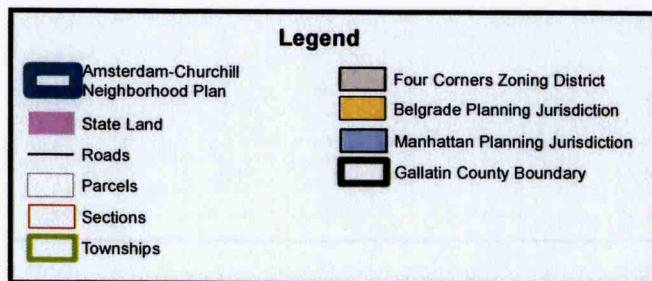 Legend
Amsterdam-Churchill
Neighborhood Plan
State Land
Roads
Parcels
Sections
Townships
Four Corners Zoning District
Belgrade Planning Jurisdiction
Manhattan Planning Jurisdiction
Gallatin County Boundary